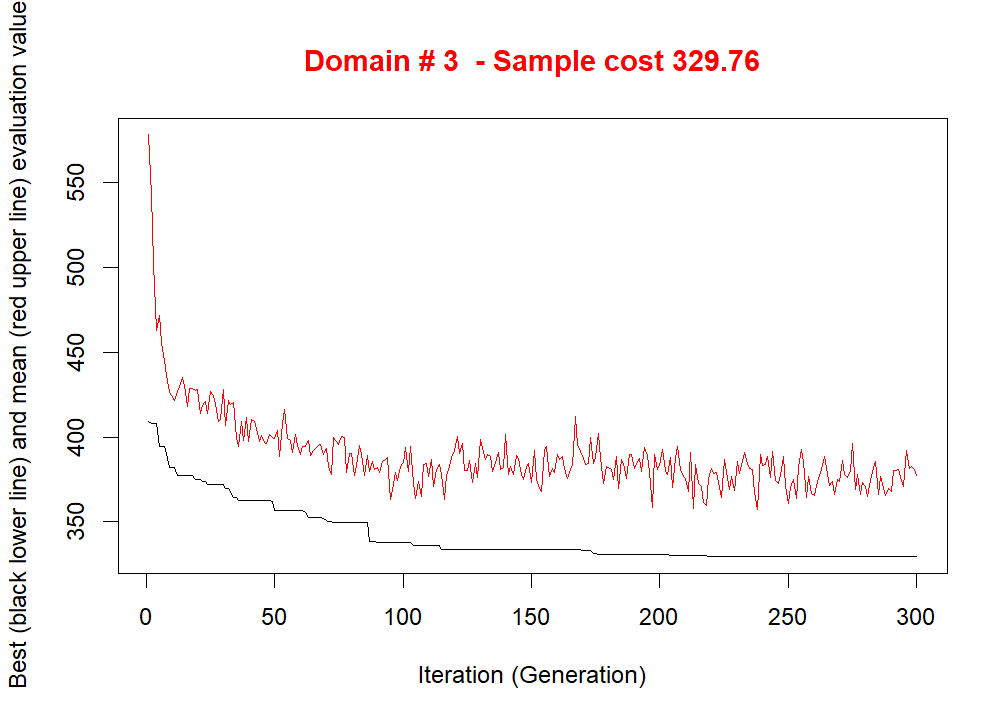 Domain # 3  - Sample cost 329.76
Best (black lower line) and mean (red upper line) evaluation value
550
500
450
400
350
0 50 100 150 200 250 300
Iteration (Generation)